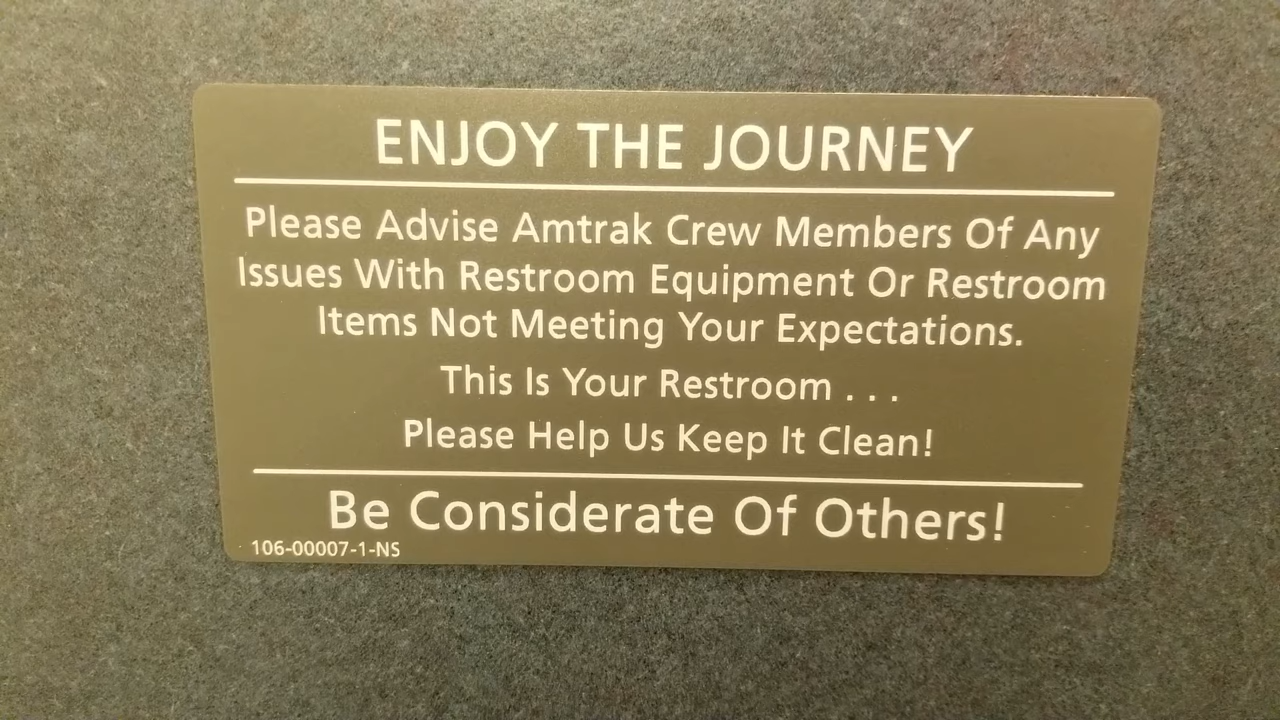 ENJOY THE JOURNEY
Please Advise Amtrak Crew Members Of Any
Issues With Restroom Equipment Or Restroom
Items Not Meeting Your Expectations.
This Is Your Restroom . . .
Please Help Us Keep It Clean!
Be Considerate Of Others!
106-00007-1-NS